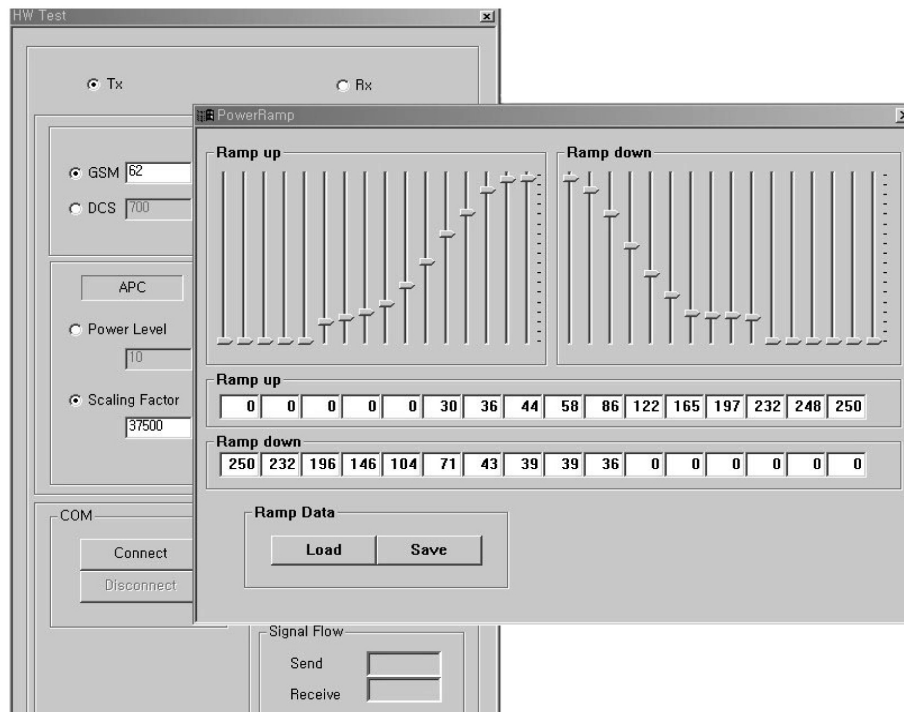 HW Test
Tx
Rx
GSM 62
DCS 700
APC
Power Level
10
Scaling Factor
37500
COM
Connect
Disconnect
PowerRamp
Ramp up
Ramp down
Ramp up
0 0 0 0 0 30 36 44 58 86 122 165 197 232 248 250
Ramp down
250 232 196 146 104 71 43 39 39 36 0 0 0 0 0 0
Ramp Data
Load Save
Signal Flow
Send
Receive